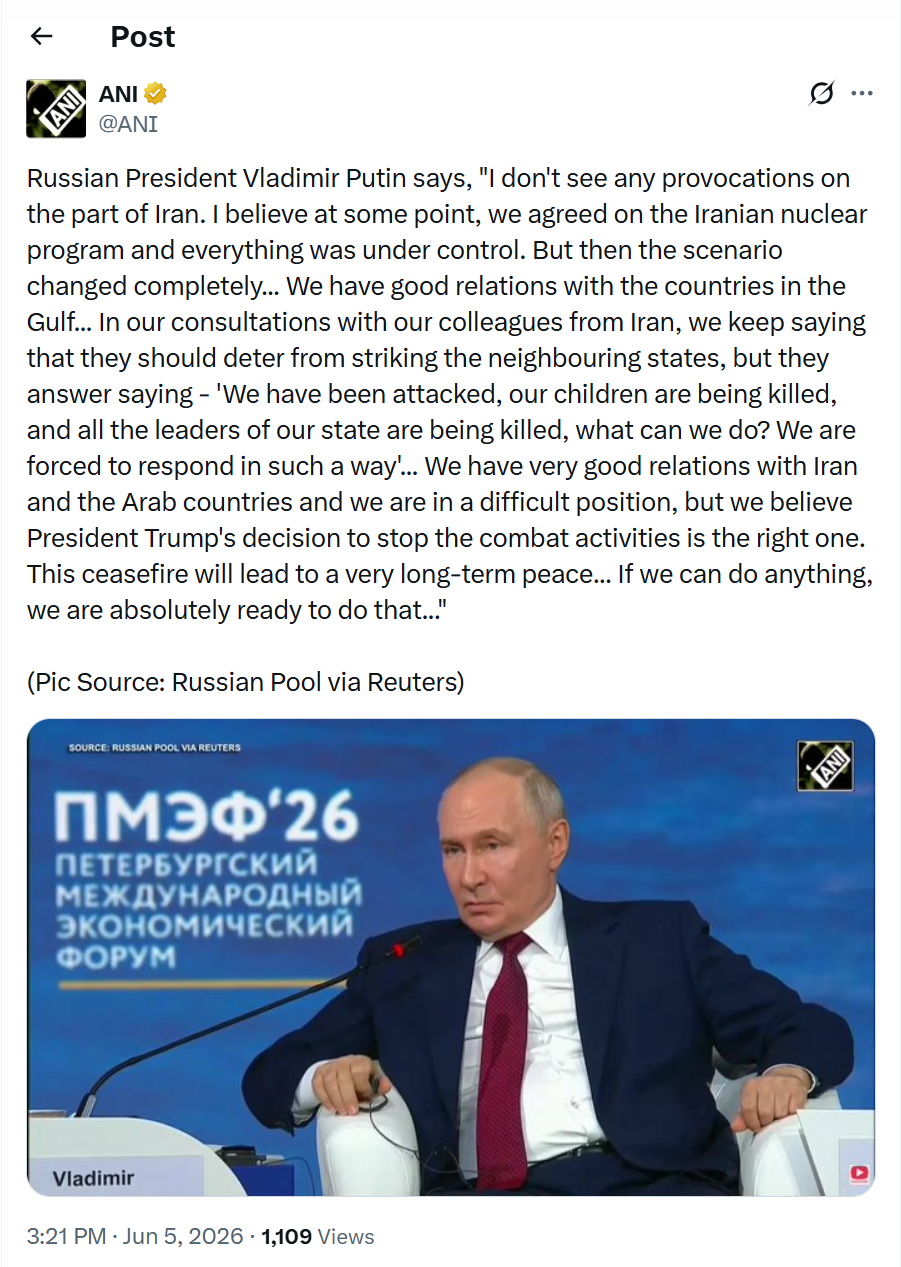 Post
ANI
@ANI
Russian President Vladimir Putin says, "I don't see any provocations on
the part of Iran. I believe at some point, we agreed on the Iranian nuclear
program and everything was under control. But then the scenario
changed completely... We have good relations with the countries in the
Gulf... In our consultations with our colleagues from Iran, we keep saying
that they should deter from striking the neighbouring states, but they
answer saying - 'We have been attacked, our children are being killed,
and all the leaders of our state are being killed, what can we do? We are
forced to respond in such a way'... We have very good relations with Iran
and the Arab countries and we are in a difficult position, but we believe
President Trump's decision to stop the combat activities is the right one.
This ceasefire will lead to a very long-term peace... If we can do anything,
we are absolutely ready to do that..."
(Pic Source: Russian Pool via Reuters)
SOURCE: RUSSIAN POOL VIA REUTERS
ANI
ПМЭФ‘26
ПЕТЕРБУРГСКИЙ
МЕЖДУНАРОДНЫЙ
ЭКОНОМИЧЕСКИЙ
ФОРУМ
Vladimir
3:21 PM · Jun 5, 2026 · 1,109 Views